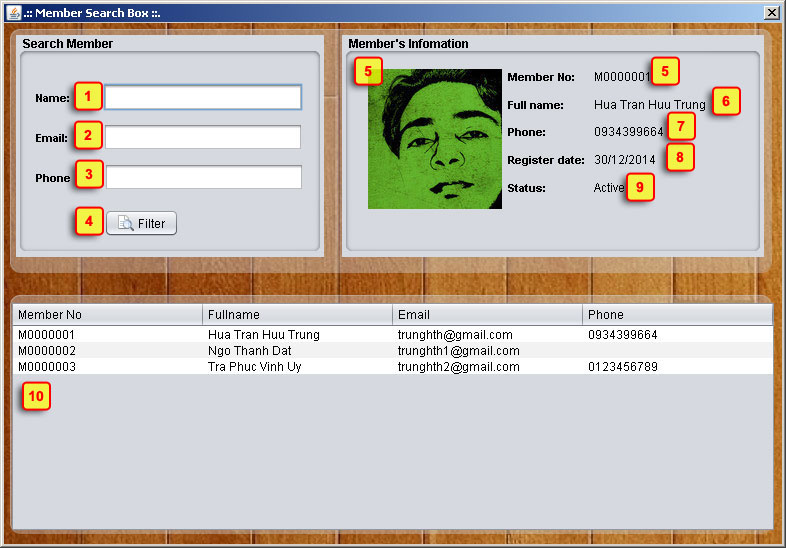 .:: Member Search Box ::.
Search Member
Name: 1
Email: 2
Phone 3
4 Filter
Member's Infomation
5
Member No: M0000001 5
Full name: Hua Tran Huu Trung 6
Phone: 0934399664 7
Register date: 30/12/2014 8
Status: Active 9
Member No Fullname Email Phone
M0000001 Hua Tran Huu Trung trunghth@gmail.com 0934399664
M0000002 Ngo Thanh Dat trunghth1@gmail.com
M0000003 Tra Phuc Vinh Uy trunghth2@gmail.com 0123456789
10